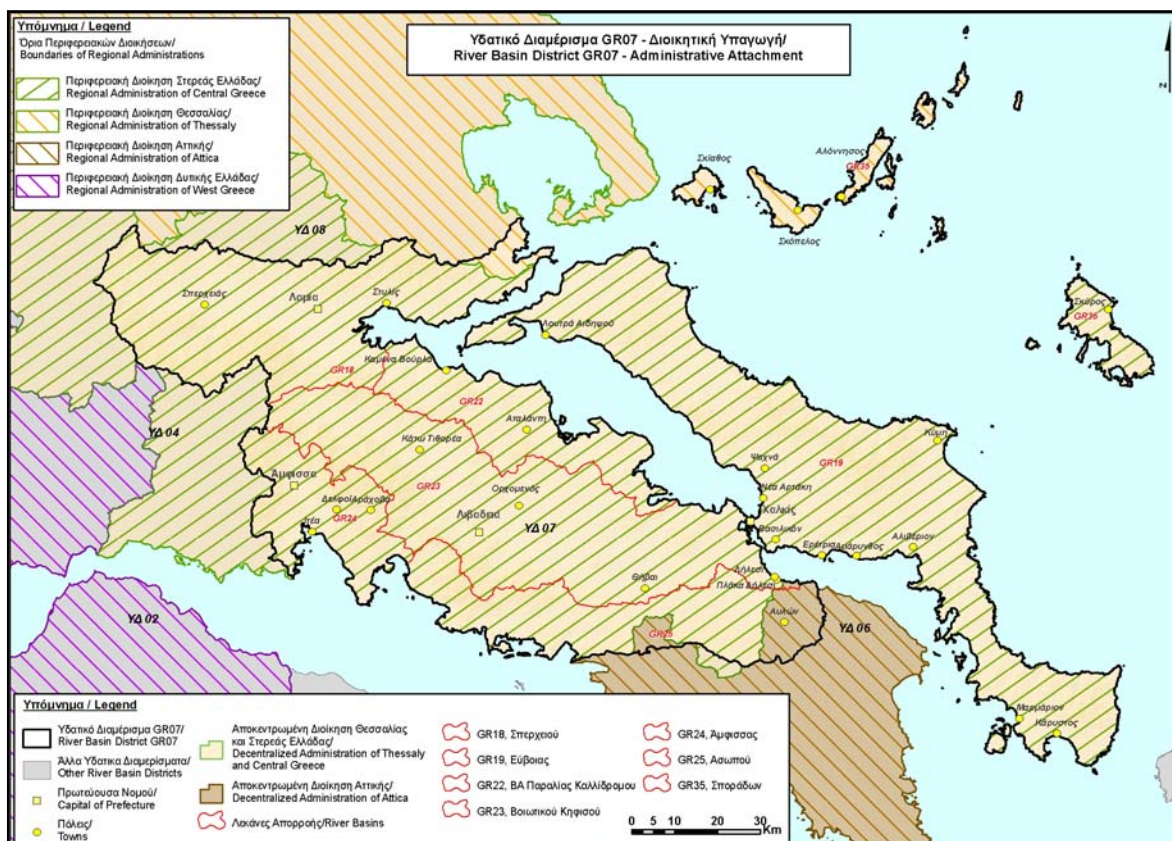 Υπόμνημα / Legend
Όρια Περιφερειακών Διοικήσεων/
Boundaries of Regional Administrations
Περιφερειακή Διοίκηση Στερεάς Ελλάδας/
Regional Administration of Central Greece
Περιφερειακή Διοίκηση Θεσσαλίας/
Regional Administration of Thessaly
Περιφερειακή Διοίκηση Αττικής/
Regional Administration of Attica
Περιφερειακή Διοίκηση Δυτικής Ελλάδας/
Regional Administration of West Greece
Υδατικό Διαμέρισμα GR07 - Διοικητική Υπαγωγή/
River Basin District GR07 - Administrative Attachment
Αλόννησος
GR35
Σκίαθος
Σκόπελος
ΥΔ 08
Σπερχειάς
Λαμία
Στυλίς
Σκύρος
Λουτρά Αιδηψού
Καμένα Βούρλα
GR18
GR22
Αταλάντη
ΥΔ 04
Κάτω Τιθορέα
Κύμη
Ψαχνά
GR19
Άμφισσα
GR23
Ορχομενός
Νέα Αρτάκη
Χαλκίς
Δελφοί
Αράχοβα
GR24
Ιτέα
Λιβαδειά
ΥΔ 07
Βασιλικόν
Ερέτρια
Αμάρυνθος
Αλιβέριον
Δήλεσι
Πλάκα Δήλεσι
Θήβαι
Αυλών
ΥΔ 02
ΥΔ 06
GR25
Μαρμάριον
Κάρυστος
Υπόμνημα / Legend
Υδατικό Διαμέρισμα GR07/
River Basin District GR07
Άλλα Υδατικα Διαμερίσματα/
Other River Basin Districts
Πρωτεύουσα Νομού/
Capital of Prefecture
Πόλεις/
Towns
Αποκεντρωμένη Διοίκηση Θεσσαλίας
και Στερεάς Ελλάδας/
Decentralized Administration of Thessaly
and Central Greece
Αποκεντρωμένη Διοίκηση Αττικής/
Decentralized Administration of Attica
Λεκάνες Απορροής/River Basins
GR18, Σπερχειού
GR19, Εύβοιας
GR22, ΒΑ Παραλίας Καλλίδρομου
GR23, Βοιωτικού Κηφισού
GR24, Άμφισσας
GR25, Ασωπού
GR35, Σποράδων
0 5 10 20 30
Km